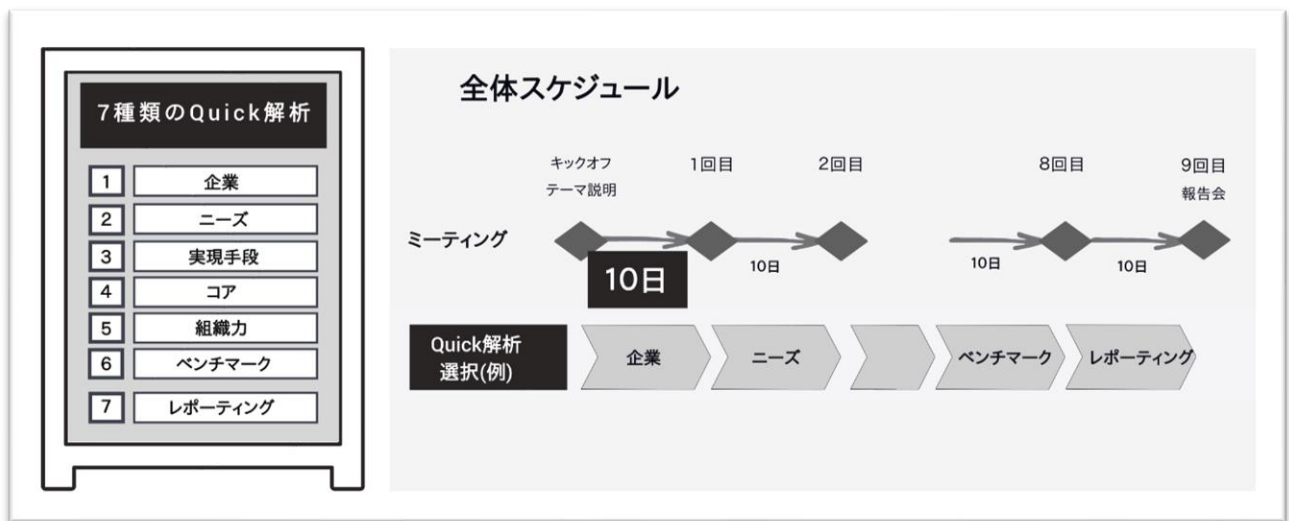 7種類のQuick解析
1 企業
2 ニーズ
3 実現手段
4 コア
5 組織力
6 ベンチマーク
7 レポーティング
全体スケジュール
キックオフ
テーマ説明
1回目
2回目
8回目
9回目
報告会
ミーティング
10日
10日
10日
10日
Quick解析
選択(例)
企業
ニーズ
ベンチマーク
レポーティング